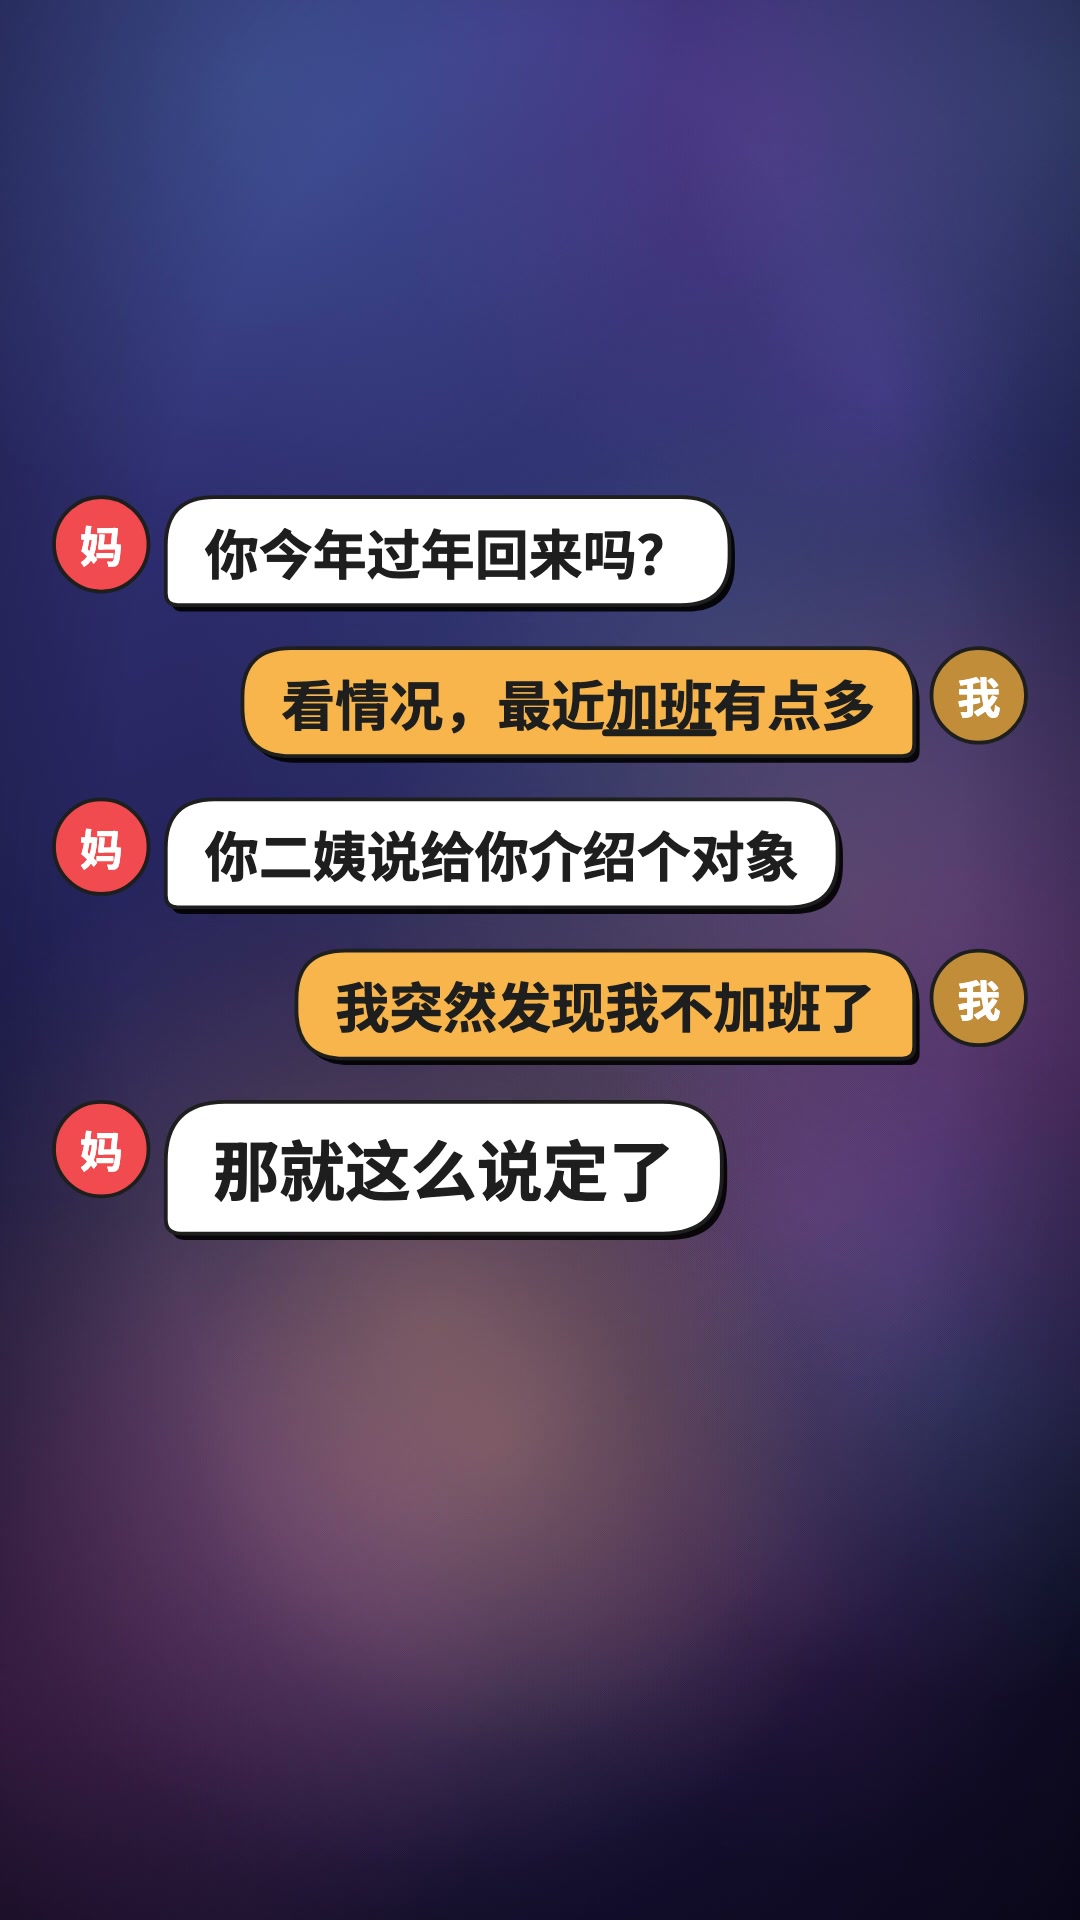 妈
你今年过年回来吗？
看情况，最近加班有点多
我
妈
你二姨说给你介绍个对象
我突然发现我不加班了
我
妈
那就这么说定了